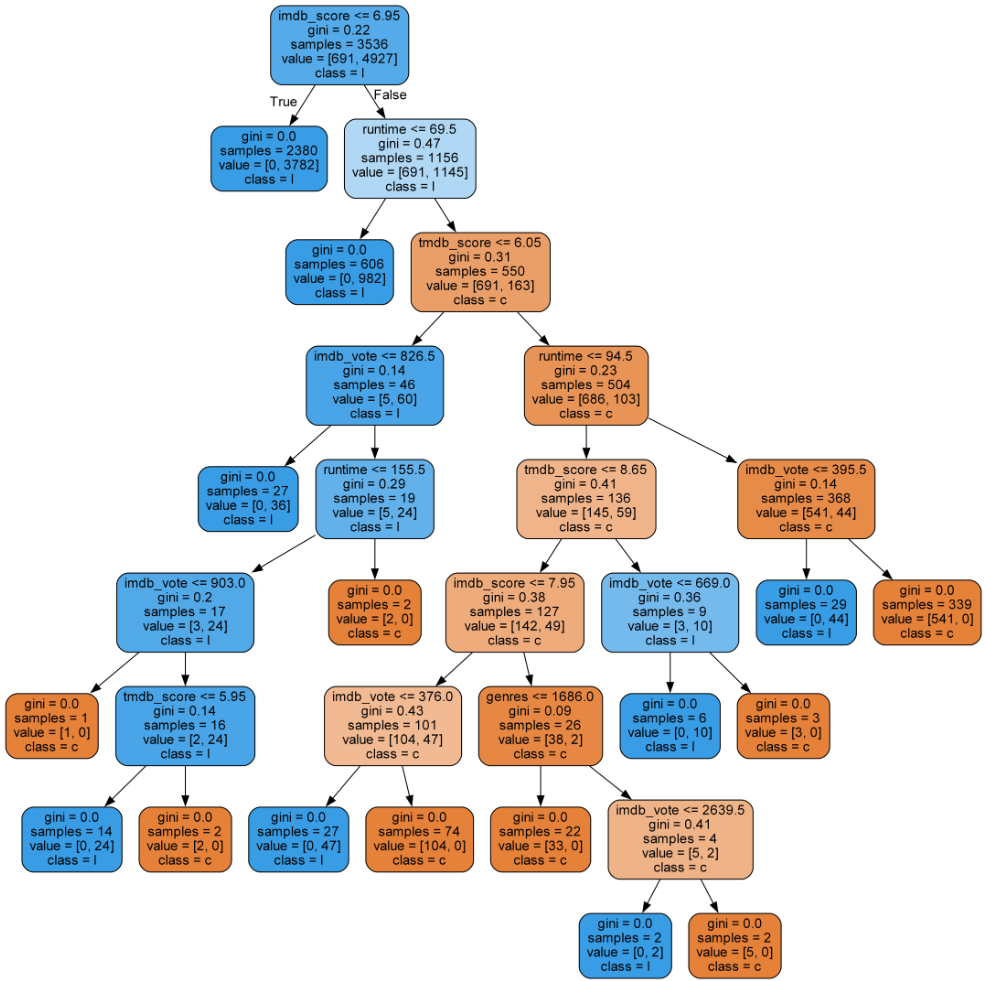 imdb_score <= 6.95
gini = 0.22
samples = 3536
value = [691, 4927]
class = l
True
False
gini = 0.0
samples = 2380
value = [0, 3782]
class = l
runtime <= 69.5
gini = 0.47
samples = 1156
value = [691, 1145]
class = l
gini = 0.0
samples = 606
value = [0, 982]
class = l
tmdb_score <= 6.05
gini = 0.31
samples = 550
value = [691, 163]
class = c
imdb_vote <= 826.5
gini = 0.14
samples = 46
value = [5, 60]
class = l
runtime <= 94.5
gini = 0.23
samples = 504
value = [686, 103]
class = c
gini = 0.0
samples = 27
value = [0, 36]
class = l
runtime <= 155.5
gini = 0.29
samples = 19
value = [5, 24]
class = l
tmdb_score <= 8.65
gini = 0.41
samples = 136
value = [145, 59]
class = c
imdb_vote <= 395.5
gini = 0.14
samples = 368
value = [541, 44]
class = c
imdb_vote <= 903.0
gini = 0.2
samples = 17
value = [3, 24]
class = l
gini = 0.0
samples = 2
value = [2, 0]
class = c
imdb_score <= 7.95
gini = 0.38
samples = 127
value = [142, 49]
class = c
imdb_vote <= 669.0
gini = 0.36
samples = 9
value = [3, 10]
class = l
gini = 0.0
samples = 29
value = [0, 44]
class = l
gini = 0.0
samples = 339
value = [541, 0]
class = c
gini = 0.0
samples = 1
value = [1, 0]
class = c
tmdb_score <= 5.95
gini = 0.14
samples = 16
value = [2, 24]
class = l
imdb_vote <= 376.0
gini = 0.43
samples = 101
value = [104, 47]
class = c
genres <= 1686.0
gini = 0.09
samples = 26
value = [38, 2]
class = c
gini = 0.0
samples = 6
value = [0, 10]
class = l
gini = 0.0
samples = 3
value = [3, 0]
class = c
gini = 0.0
samples = 14
value = [0, 24]
class = l
gini = 0.0
samples = 2
value = [2, 0]
class = c
gini = 0.0
samples = 27
value = [0, 47]
class = l
gini = 0.0
samples = 74
value = [104, 0]
class = c
gini = 0.0
samples = 22
value = [33, 0]
class = c
imdb_vote <= 2639.5
gini = 0.41
samples = 4
value = [5, 2]
class = c
gini = 0.0
samples = 2
value = [0, 2]
class = l
gini = 0.0
samples = 2
value = [5, 0]
class = c